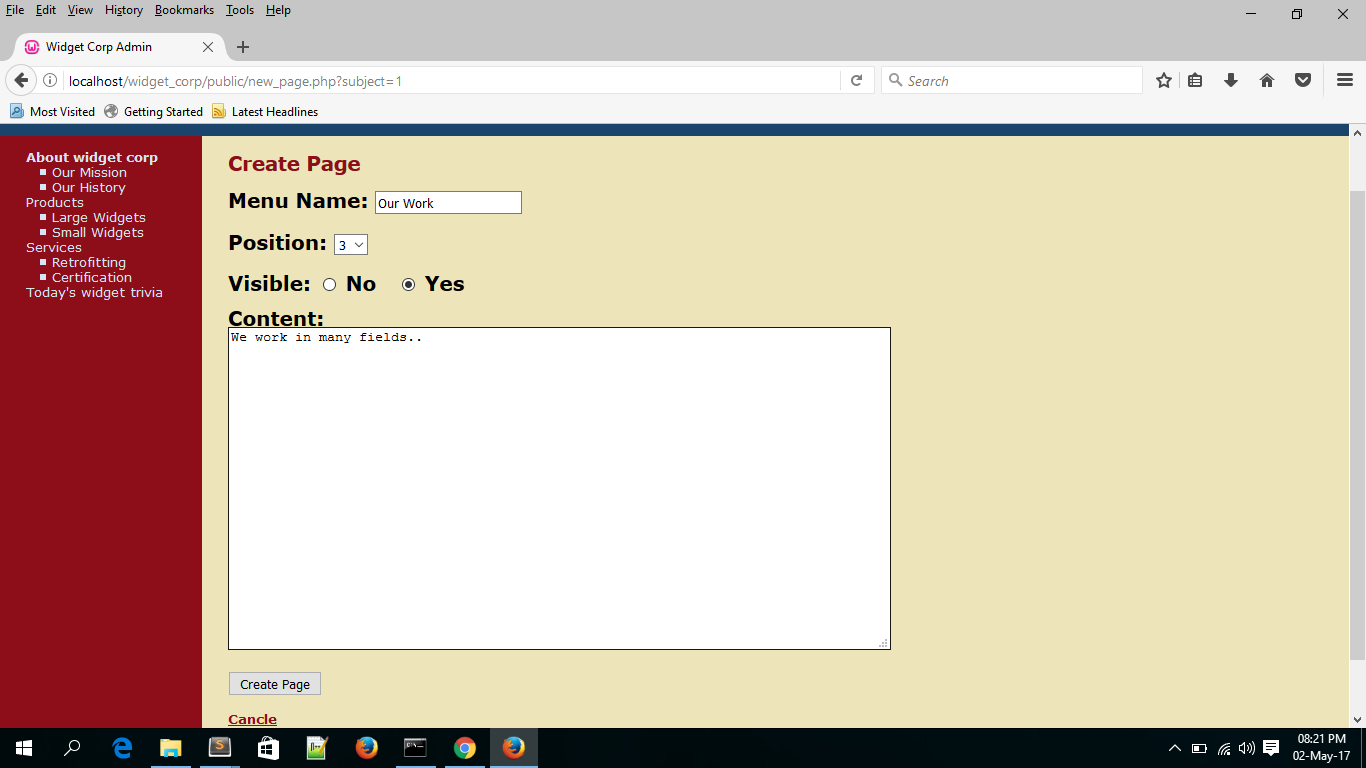 File Edit View History Bookmarks Tools Help
Widget Corp Admin
localhost/widget_corp/public/new_page.php?subject=1
Search
Most Visited Getting Started Latest Headlines
About widget corp
Our Mission
Our History
Products
Large Widgets
Small Widgets
Services
Retrofitting
Certification
Today's widget trivia
Create Page
Menu Name: Our Work
Position: 3
Visible: No Yes
Content:
We work in many fields..
Create Page
Cancle
08:21 PM
02-May-17